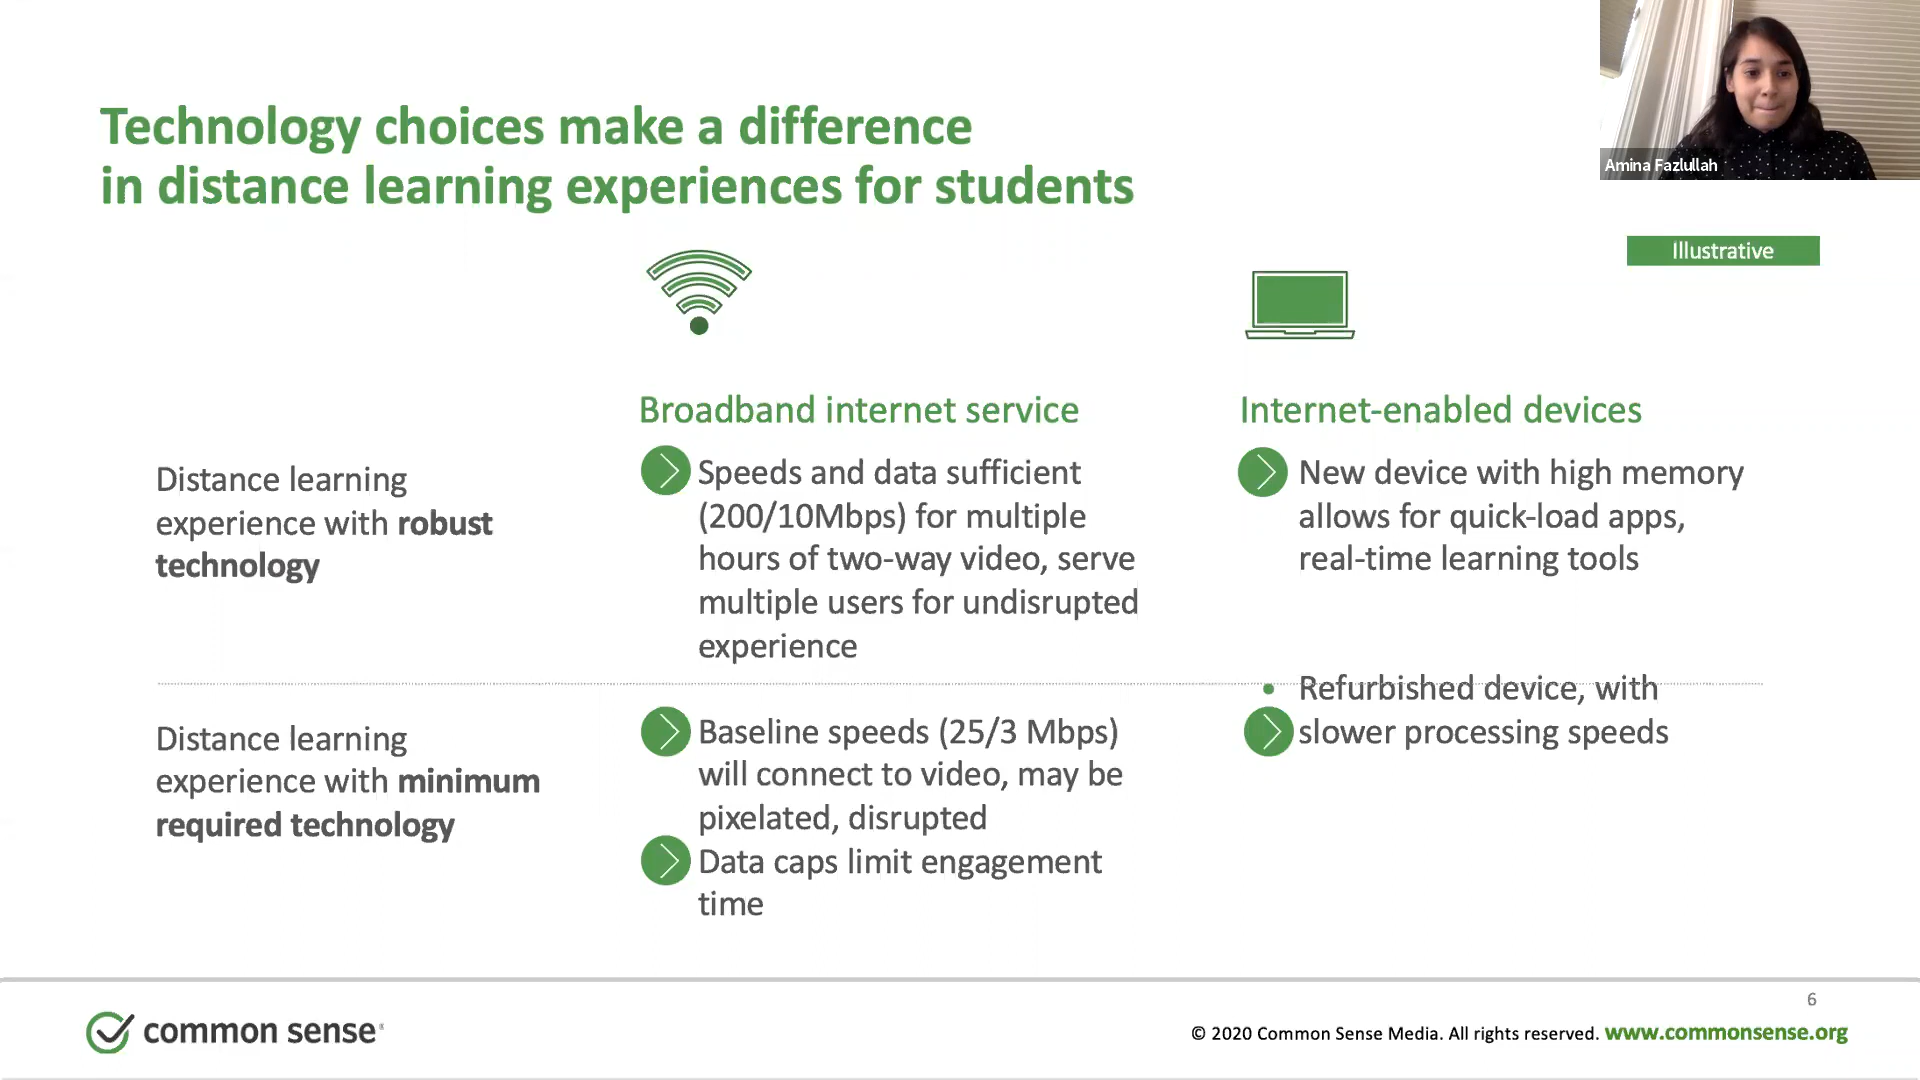 Technology choices make a difference
in distance learning experiences for students
Amina Fazlullah
Illustrative
Broadband internet service
Internet-enabled devices
Distance learning
experience with robust
technology
Speeds and data sufficient
(200/10Mbps) for multiple
hours of two-way video, serve
multiple users for undisrupted
experience
New device with high memory
allows for quick-load apps,
real-time learning tools
Distance learning
experience with minimum
required technology
Baseline speeds (25/3 Mbps)
will connect to video, may be
pixelated, disrupted
Data caps limit engagement
time
Refurbished device, with
slower processing speeds
6
common sense®
© 2020 Common Sense Media. All rights reserved. www.commonsense.org